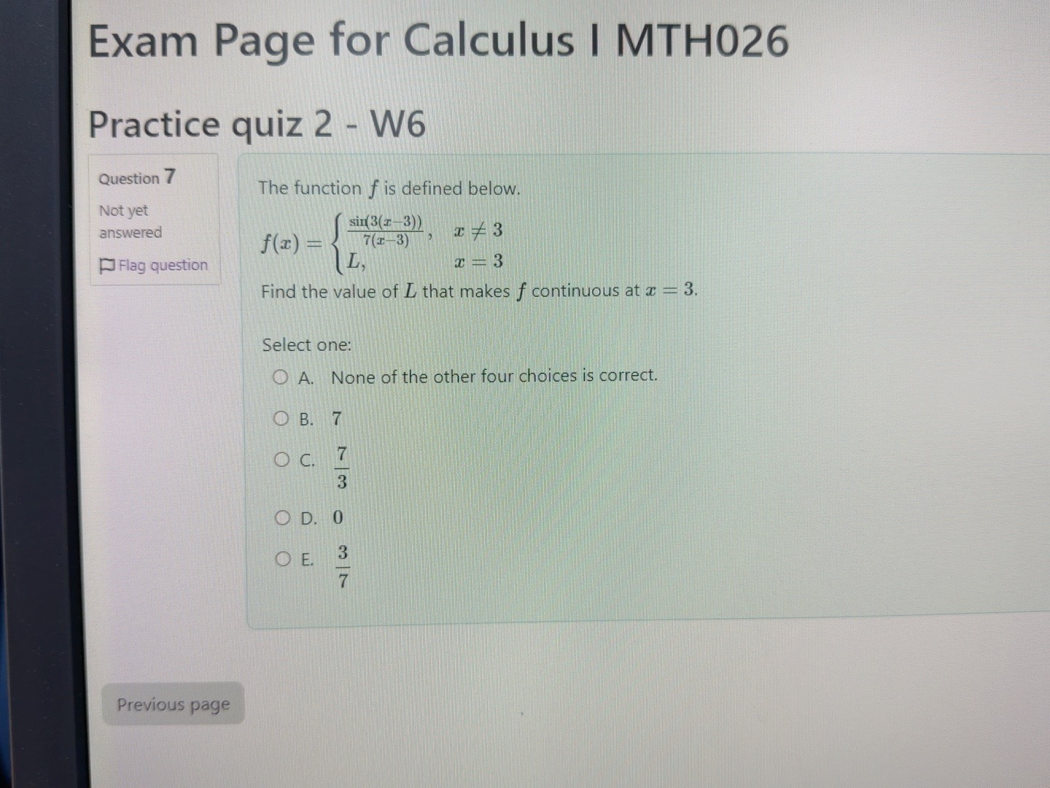 Exam Page for Calculus I MTH026
Practice quiz 2 - W6
Question 7
Not yet
answered
Flag question
The function f is defined below.
f(x) = { sin(3(x−3)) / 7(x−3), x ≠ 3
L, x = 3
Find the value of L that makes f continuous at x = 3.
Select one:
A. None of the other four choices is correct.
B. 7
C. 7/3
D. 0
E. 3/7
Previous page